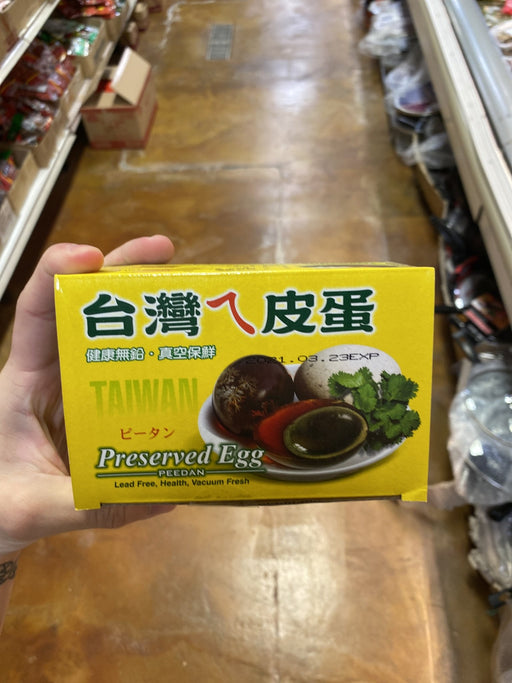 台灣ㄟ皮蛋
健康無鉛・真空保鮮
2021.03.23EXP
TAIWAN
ピータン
Preserved Egg
PEEDAN
Lead Free, Health, Vacuum Fresh